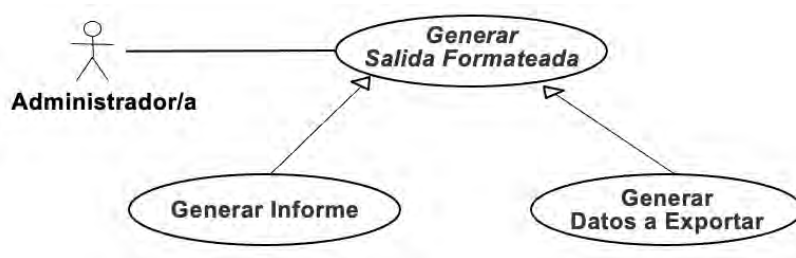 Generar
Salida Formateada
Administrador/a
Generar Informe
Generar
Datos a Exportar